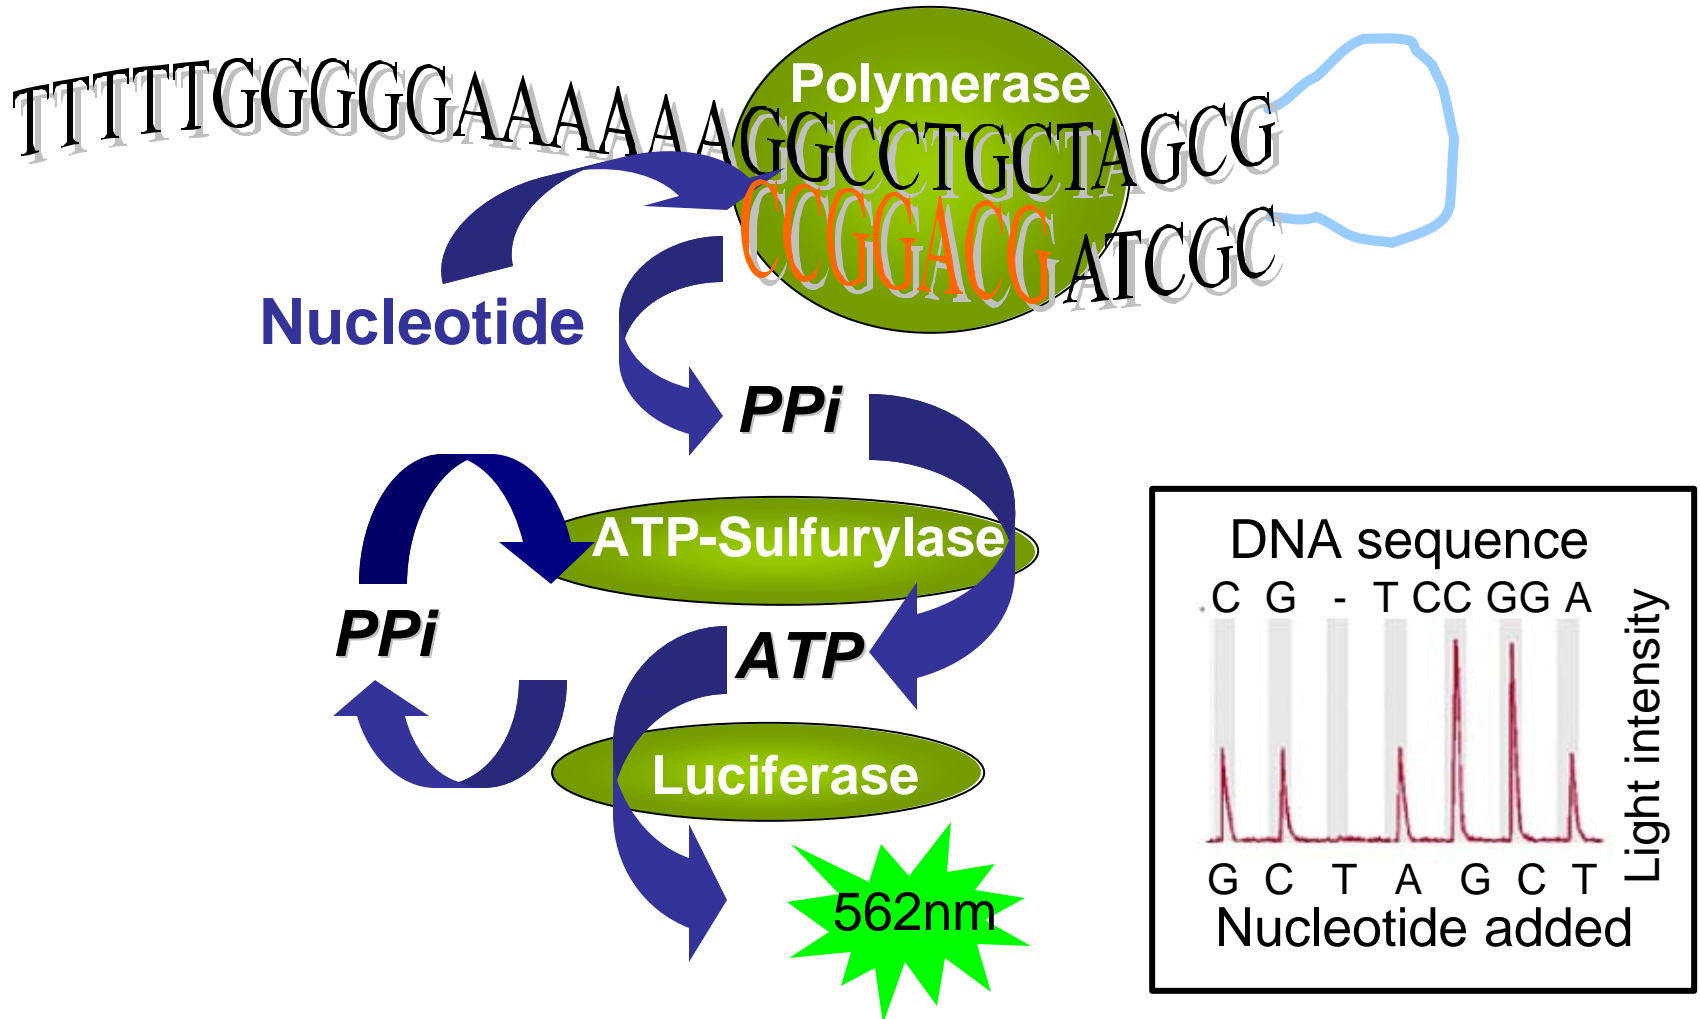 Polymerase
TTTTTGGGGGAAAAAAGGCCTGCTAGCG
CCGGACGATCGC
Nucleotide
PPi
ATP-Sulfurylase
PPi
ATP
Luciferase
562nm
DNA sequence
C G - T CC GG A
Light intensity
G C T A G C T
Nucleotide added